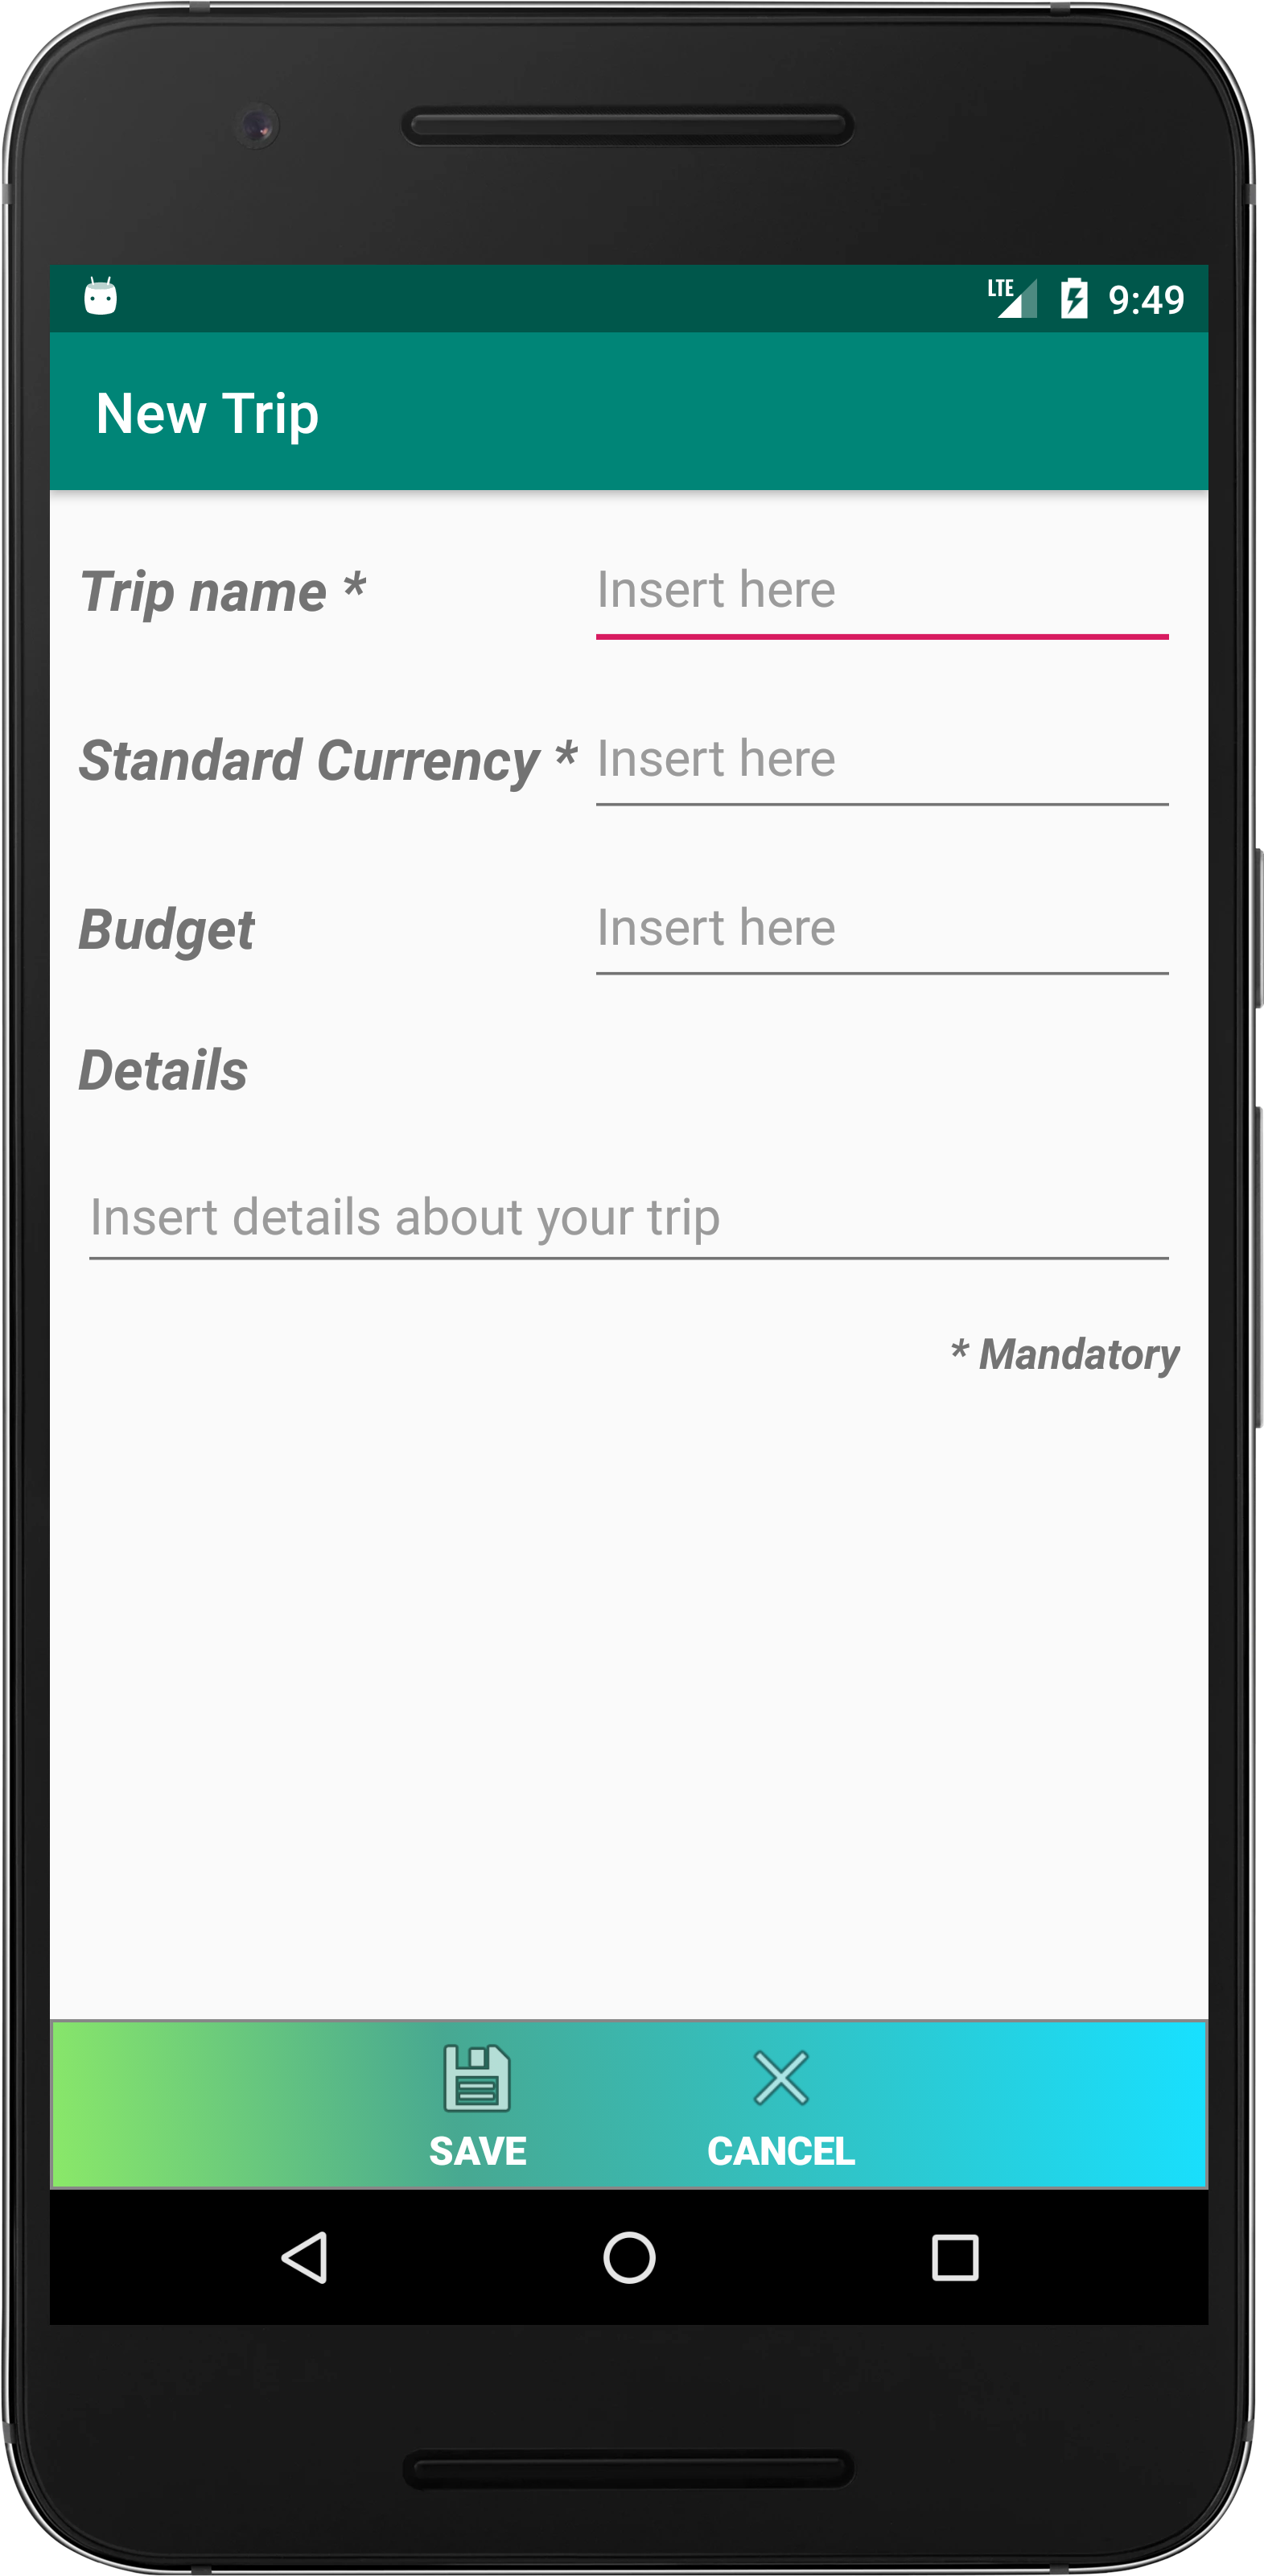 LTE 9:49
New Trip
Trip name * Insert here
Standard Currency * Insert here
Budget Insert here
Details
Insert details about your trip
* Mandatory
SAVE CANCEL